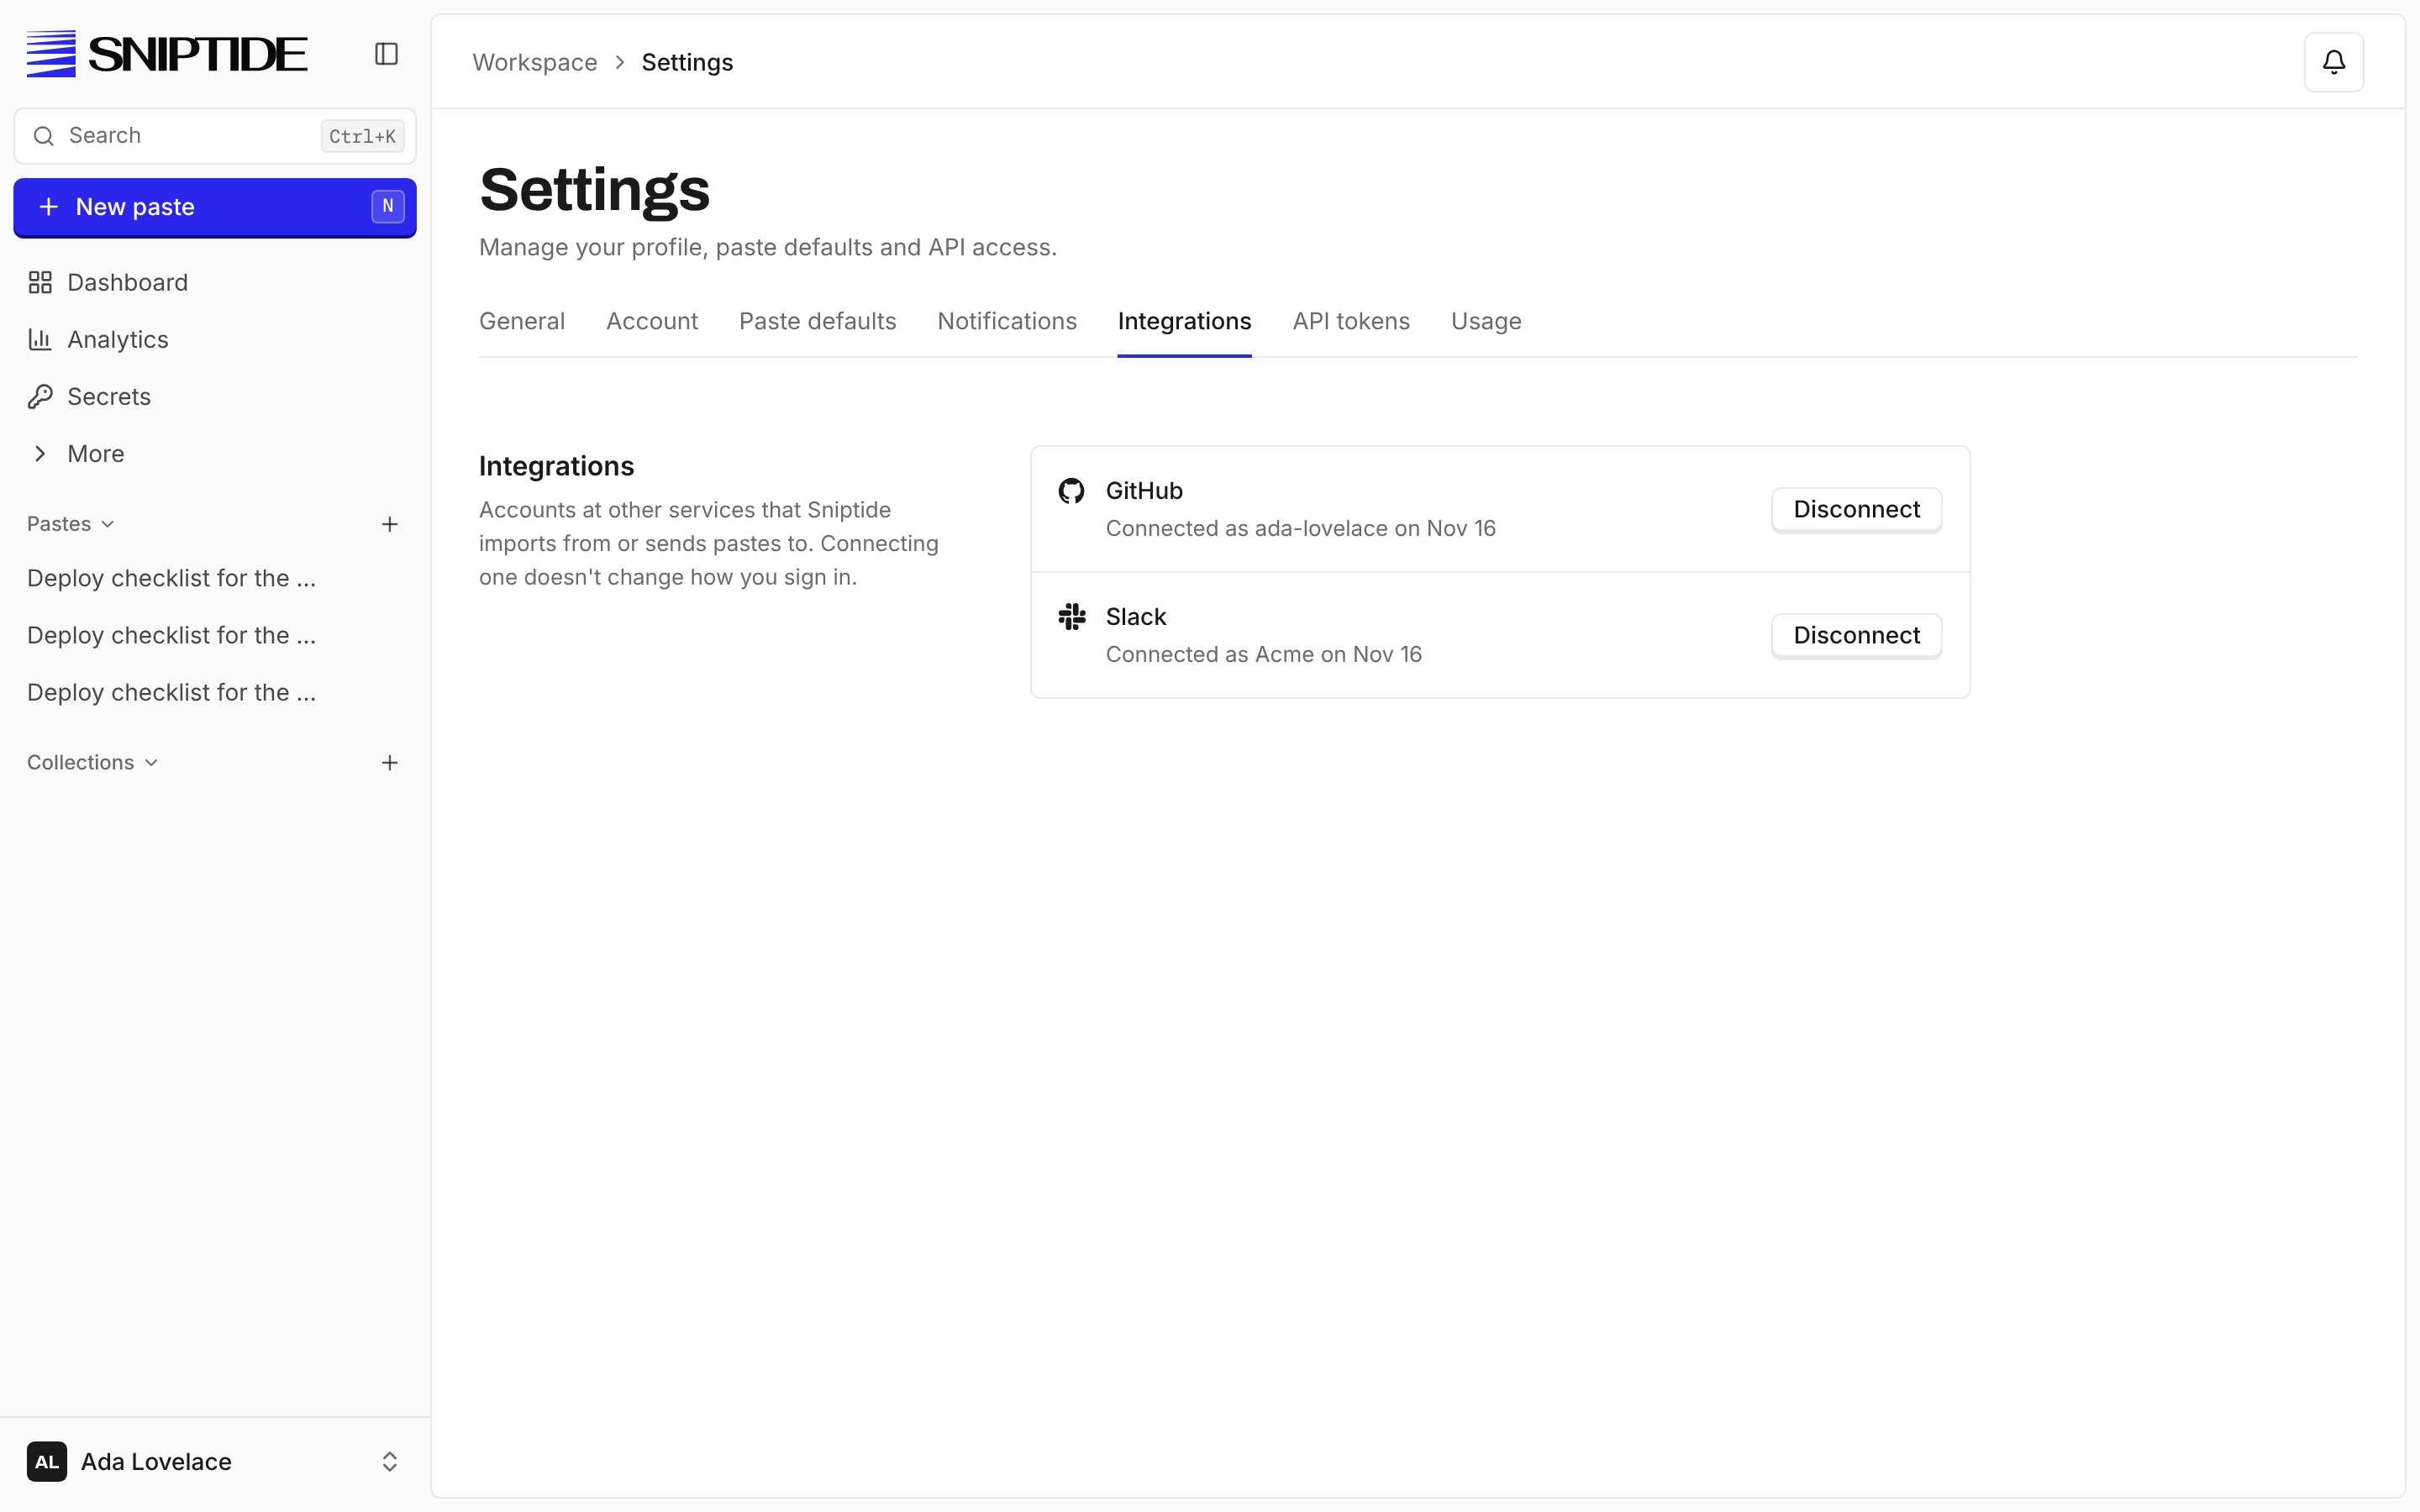 SNIPTIDE
Search
Ctrl+K
New paste
N
Dashboard
Analytics
Secrets
More
Pastes
Deploy checklist for the ...
Deploy checklist for the ...
Deploy checklist for the ...
Collections
AL
Ada Lovelace
Workspace
Settings
Settings
Manage your profile, paste defaults and API access.
General
Account
Paste defaults
Notifications
Integrations
API tokens
Usage
Integrations
Accounts at other services that Sniptide
imports from or sends pastes to. Connecting
one doesn't change how you sign in.
GitHub
Connected as ada-lovelace on Nov 16
Disconnect
Slack
Connected as Acme on Nov 16
Disconnect